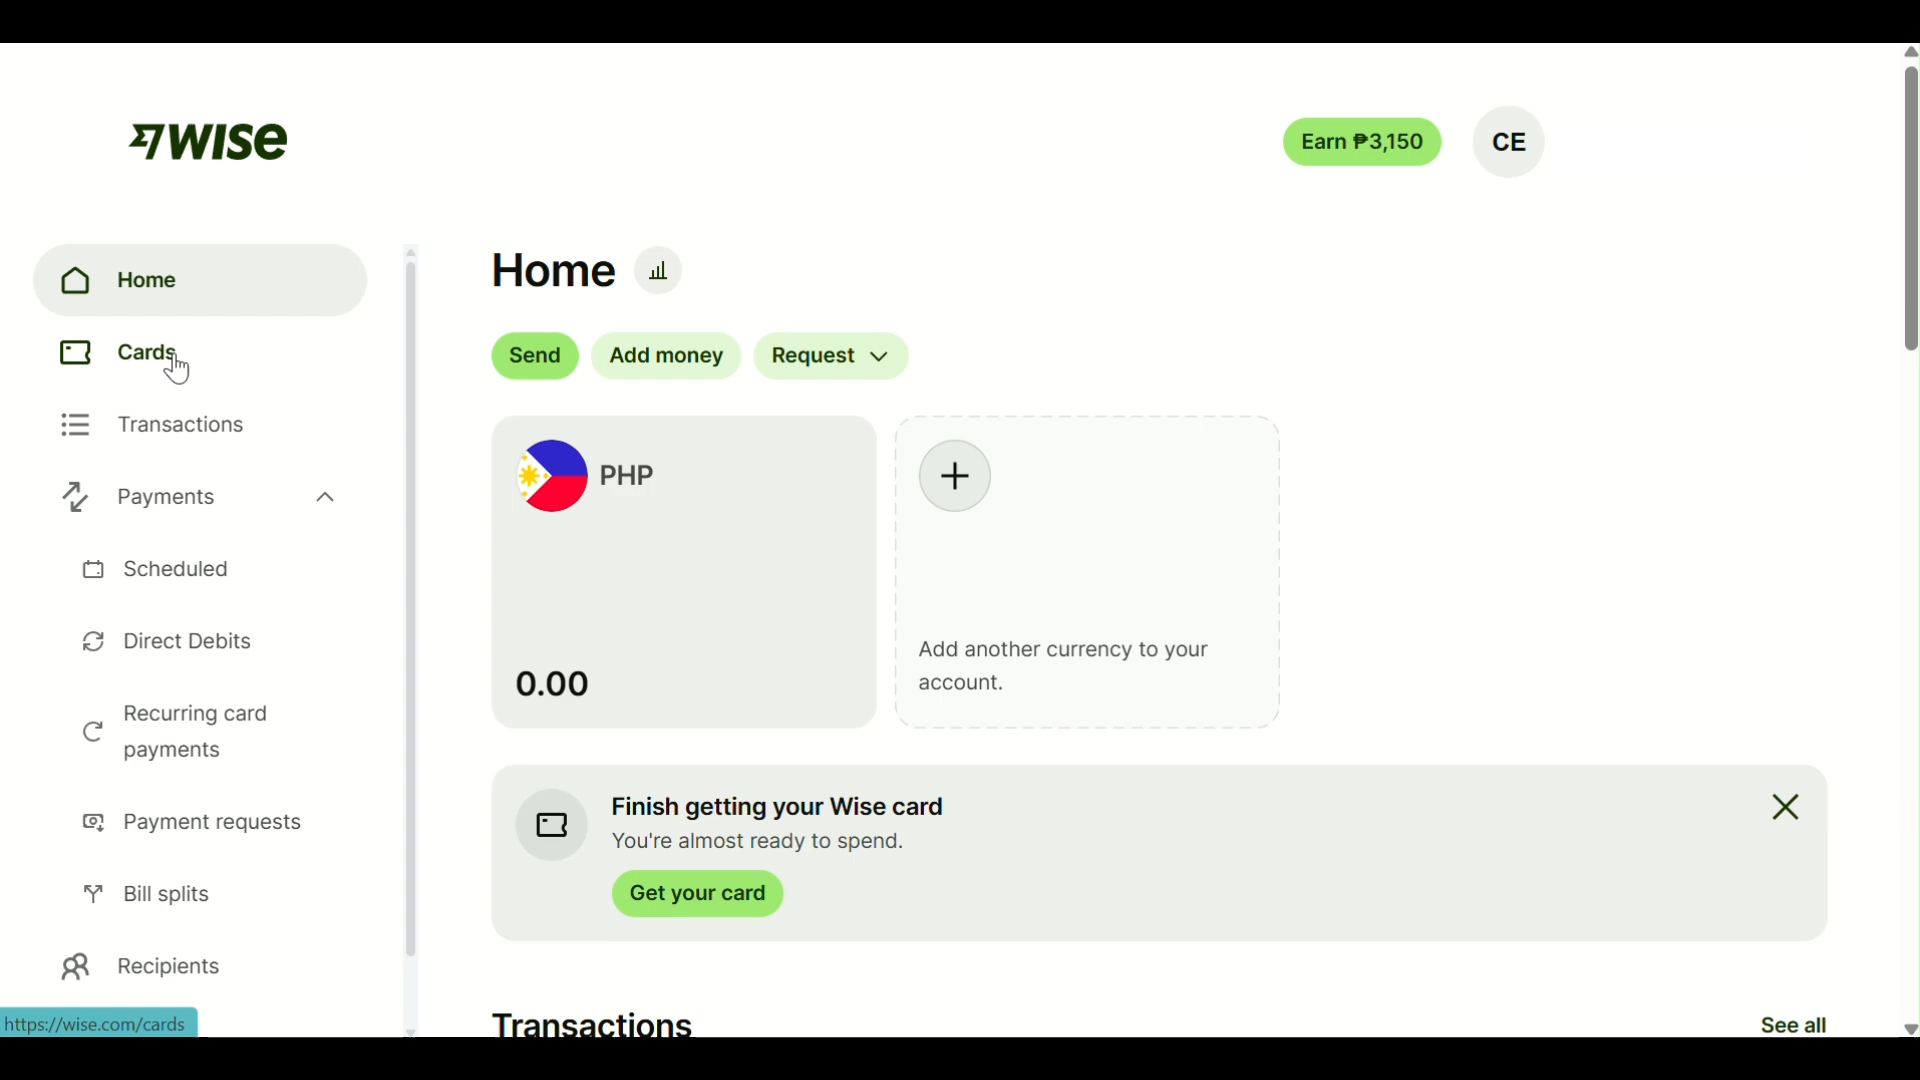 WISE
Earn ₱3,150
CE
Home
Cards
Transactions
Payments
Scheduled
Direct Debits
Recurring card
payments
Payment requests
Bill splits
Recipients
https://wise.com/cards
Home
Send
Add money
Request
PHP
0.00
Add another currency to your
account.
Finish getting your Wise card
You're almost ready to spend.
Get your card
Transactions
See all